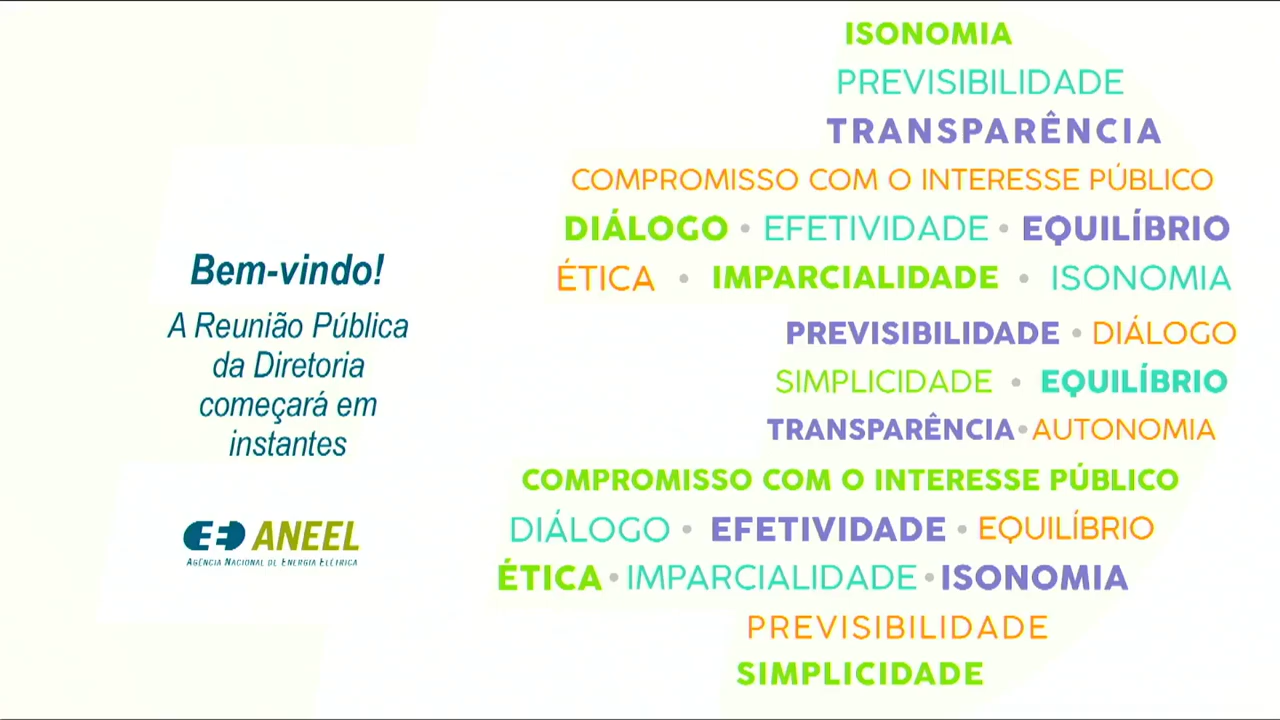 Bem-vindo!
A Reunião Pública
da Diretoria
começará em
instantes
ANEEL
AGÊNCIA NACIONAL DE ENERGIA ELÉTRICA
ISONOMIA
PREVISIBILIDADE
TRANSPARÊNCIA
COMPROMISSO COM O INTERESSE PÚBLICO
DIÁLOGO • EFETIVIDADE • EQUILÍBRIO
ÉTICA • IMPARCIALIDADE • ISONOMIA
PREVISIBILIDADE • DIÁLOGO
SIMPLICIDADE • EQUILÍBRIO
TRANSPARÊNCIA • AUTONOMIA
COMPROMISSO COM O INTERESSE PÚBLICO
DIÁLOGO • EFETIVIDADE • EQUILÍBRIO
ÉTICA • IMPARCIALIDADE • ISONOMIA
PREVISIBILIDADE
SIMPLICIDADE